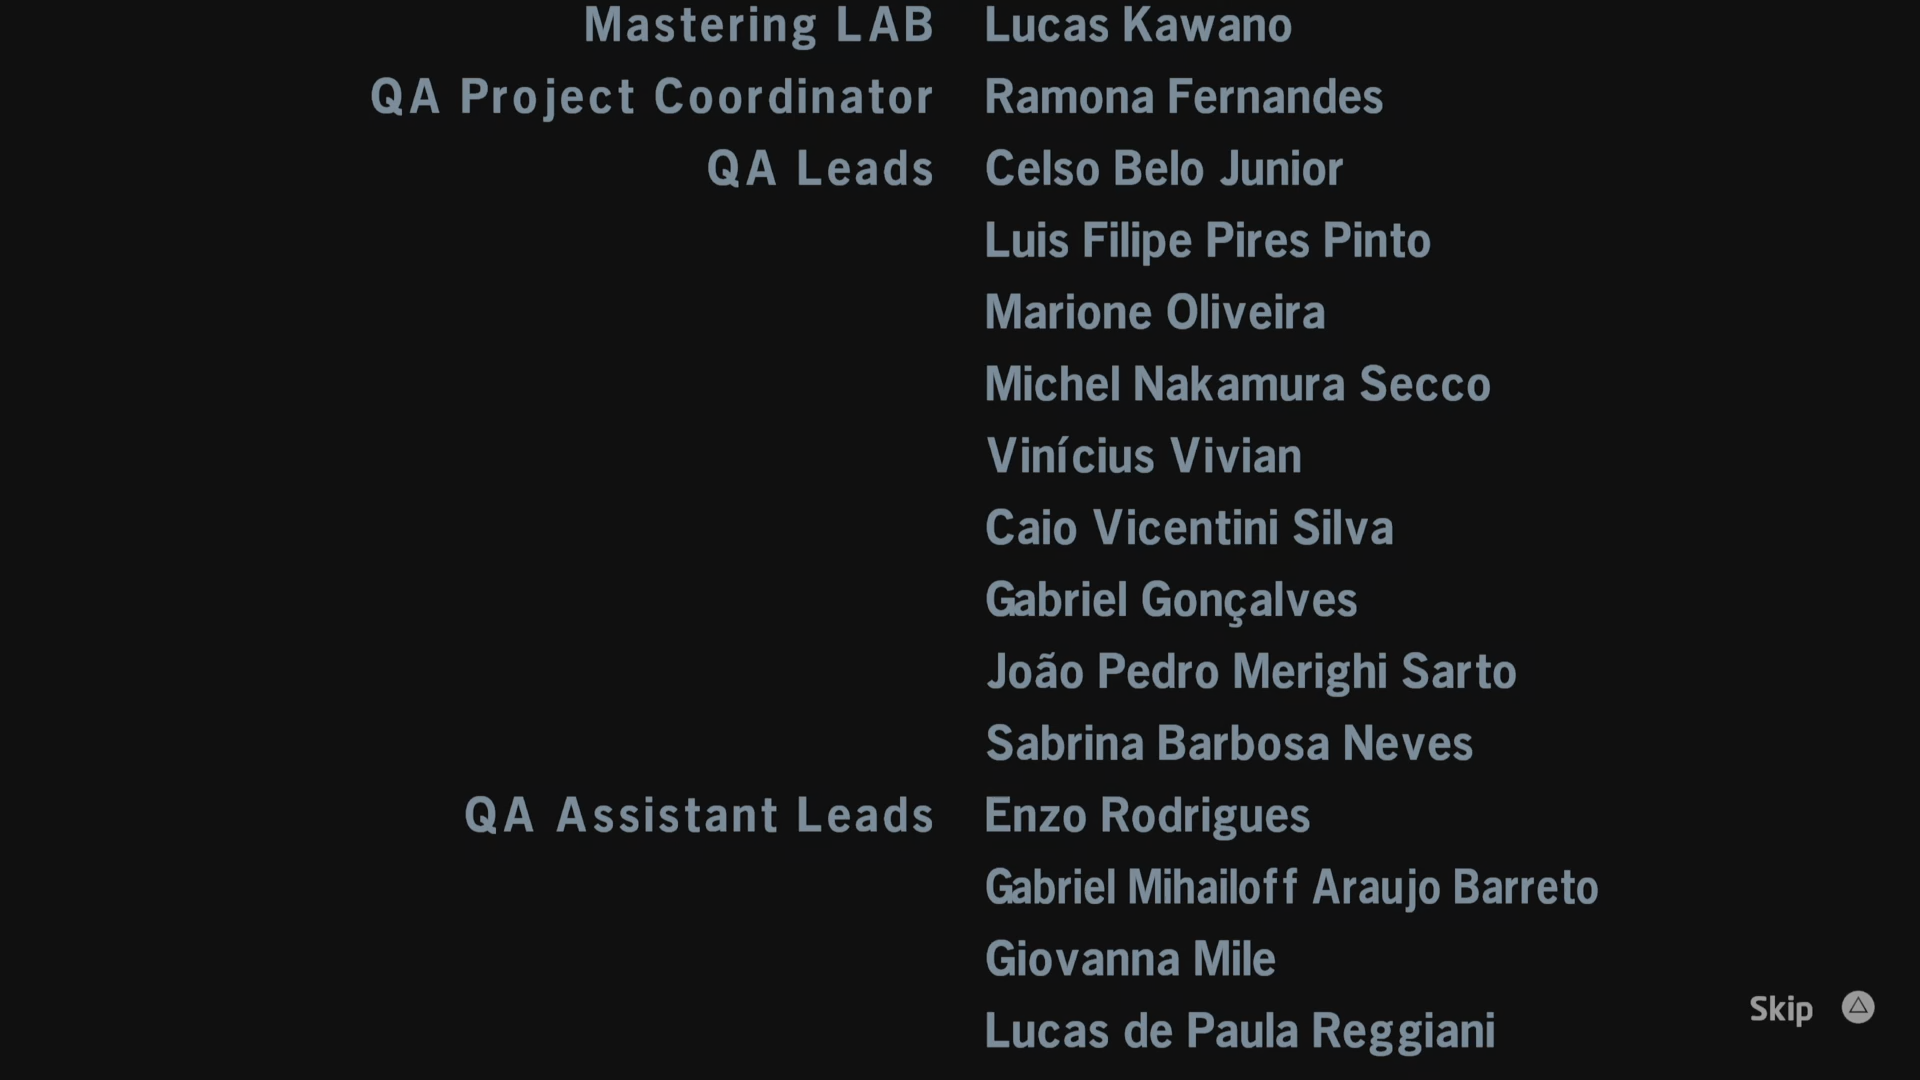 Mastering LAB Lucas Kawano
QA Project Coordinator Ramona Fernandes
QA Leads Celso Belo Junior
Luis Filipe Pires Pinto
Marione Oliveira
Michel Nakamura Secco
Vinícius Vivian
Caio Vicentini Silva
Gabriel Gonçalves
João Pedro Merighi Sarto
Sabrina Barbosa Neves
QA Assistant Leads Enzo Rodrigues
Gabriel Mihailoff Araujo Barreto
Giovanna Mile
Skip
Lucas de Paula Reggiani